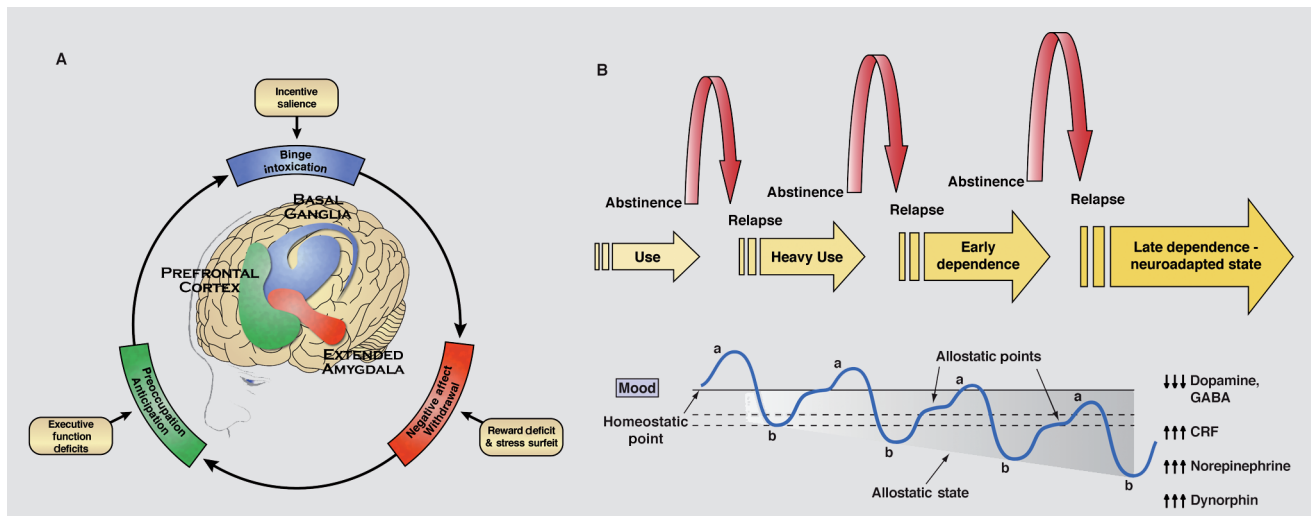 A
Incentive
salience
Binge
intoxication
BASAL
GANGLIA
PREFRONTAL
CORTEX
EXTENDED
AMYGDALA
Preoccupation
Anticipation
Negative affect
Withdrawal
Executive
function
deficits
Reward deficit
& stress surfeit
B
Abstinence
Relapse
Abstinence
Relapse
Abstinence
Relapse
Use
Heavy Use
Early
dependence
Late dependence -
neuroadapted state
Mood
Homeostatic
point
a
b
a
b
Allostatic points
a
b
a
b
Allostatic state
↓↓↓ Dopamine,
GABA
↑↑↑ CRF
↑↑↑ Norepinephrine
↑↑↑ Dynorphin